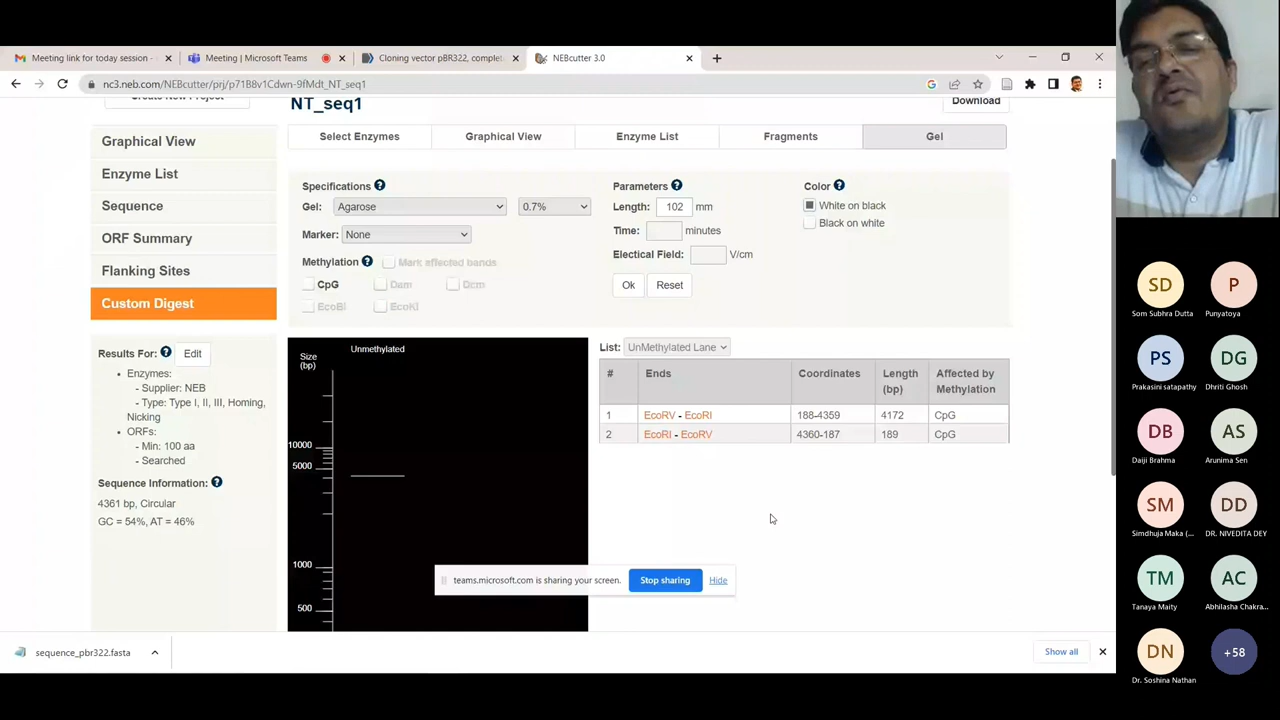 Meeting link for today session -
Meeting | Microsoft Teams
Cloning vector pBR322, complet
NEBcutter 3.0
nc3.neb.com/NEBcutter/prj/p71B8v1Cdwn-9fMdt_NT_seq1
Create New Project
NT_seq1
Download
Graphical View
Enzyme List
Sequence
ORF Summary
Flanking Sites
Custom Digest
Select Enzymes
Graphical View
Enzyme List
Fragments
Gel
Specifications ?
Gel: Agarose 0.7%
Marker: None
Methylation ? Mark affected bands
CpG Dam Dcm
EcoBI EcoKI
Parameters ?
Length: 102 mm
Time: minutes
Electical Field: V/cm
Ok Reset
Color ?
White on black
Black on white
Results For: ? Edit
Enzymes:
- Supplier: NEB
- Type: Type I, II, III, Homing,
Nicking
ORFs:
- Min: 100 aa
- Searched
Sequence Information: ?
4361 bp, Circular
GC = 54%, AT = 46%
Size
(bp)
Unmethylated
10000
5000
1000
500
List: UnMethylated Lane
# Ends Coordinates Length (bp) Affected by Methylation
1 EcoRV - EcoRI 188-4359 4172 CpG
2 EcoRI - EcoRV 4360-187 189 CpG
teams.microsoft.com is sharing your screen. Stop sharing Hide
sequence_pbr322.fasta
Show all
SD
Som Subhra Dutta
P
Punyatoya
PS
Prakasini satapathy
DG
Dhriti Ghosh
DB
Daiji Brahma
AS
Arunima Sen
SM
Simdhuja Maka (...
DD
DR. NIVEDITA DEY
TM
Tanaya Maity
AC
Abhilasha Chakra...
DN
Dr. Soshina Nathan
+58